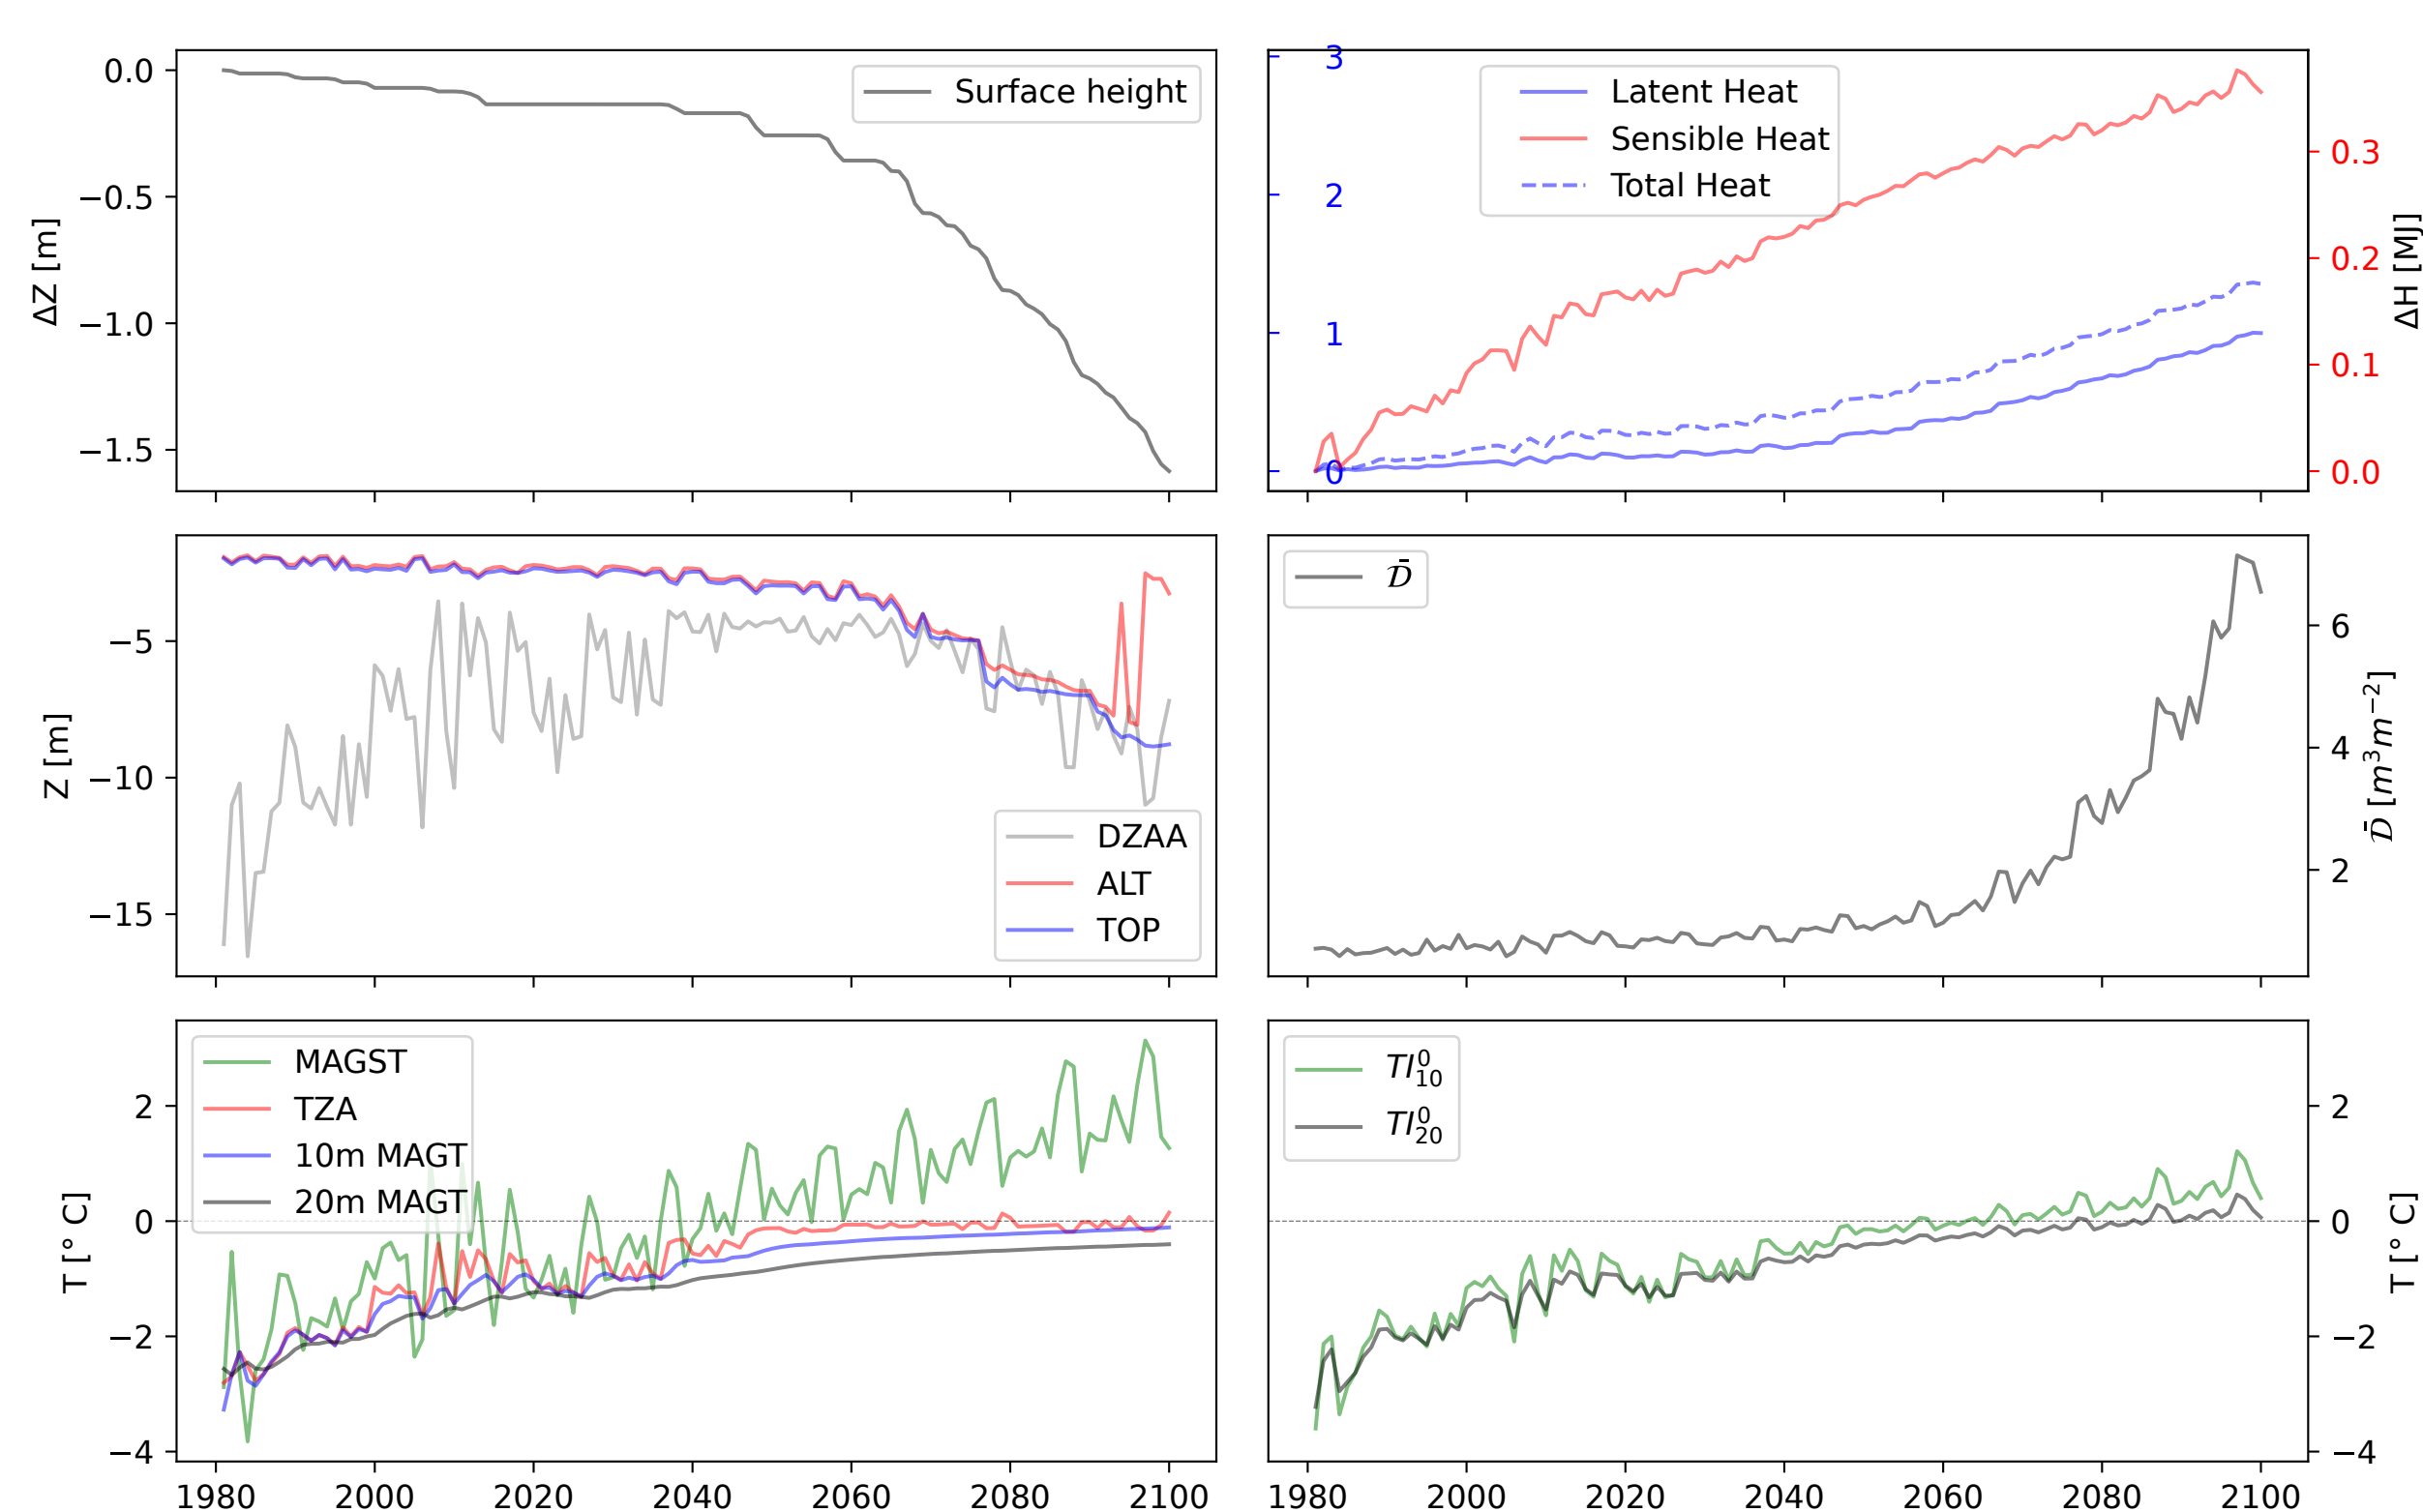 0.0
−0.5
−1.0
−1.5
ΔZ [m]
Surface height
3
2
1
0
Latent Heat
Sensible Heat
Total Heat
0.3
0.2
0.1
0.0
ΔH [MJ]
−5
−10
−15
Z [m]
DZAA
ALT
TOP
𝒟̄
6
4
2
𝒟̄ [m³m⁻²]
2
0
−2
−4
T [° C]
MAGST
TZA
10m MAGT
20m MAGT
1980 2000 2020 2040 2060 2080 2100
TI⁰₁₀
TI⁰₂₀
2
0
−2
−4
T [° C]
1980 2000 2020 2040 2060 2080 2100